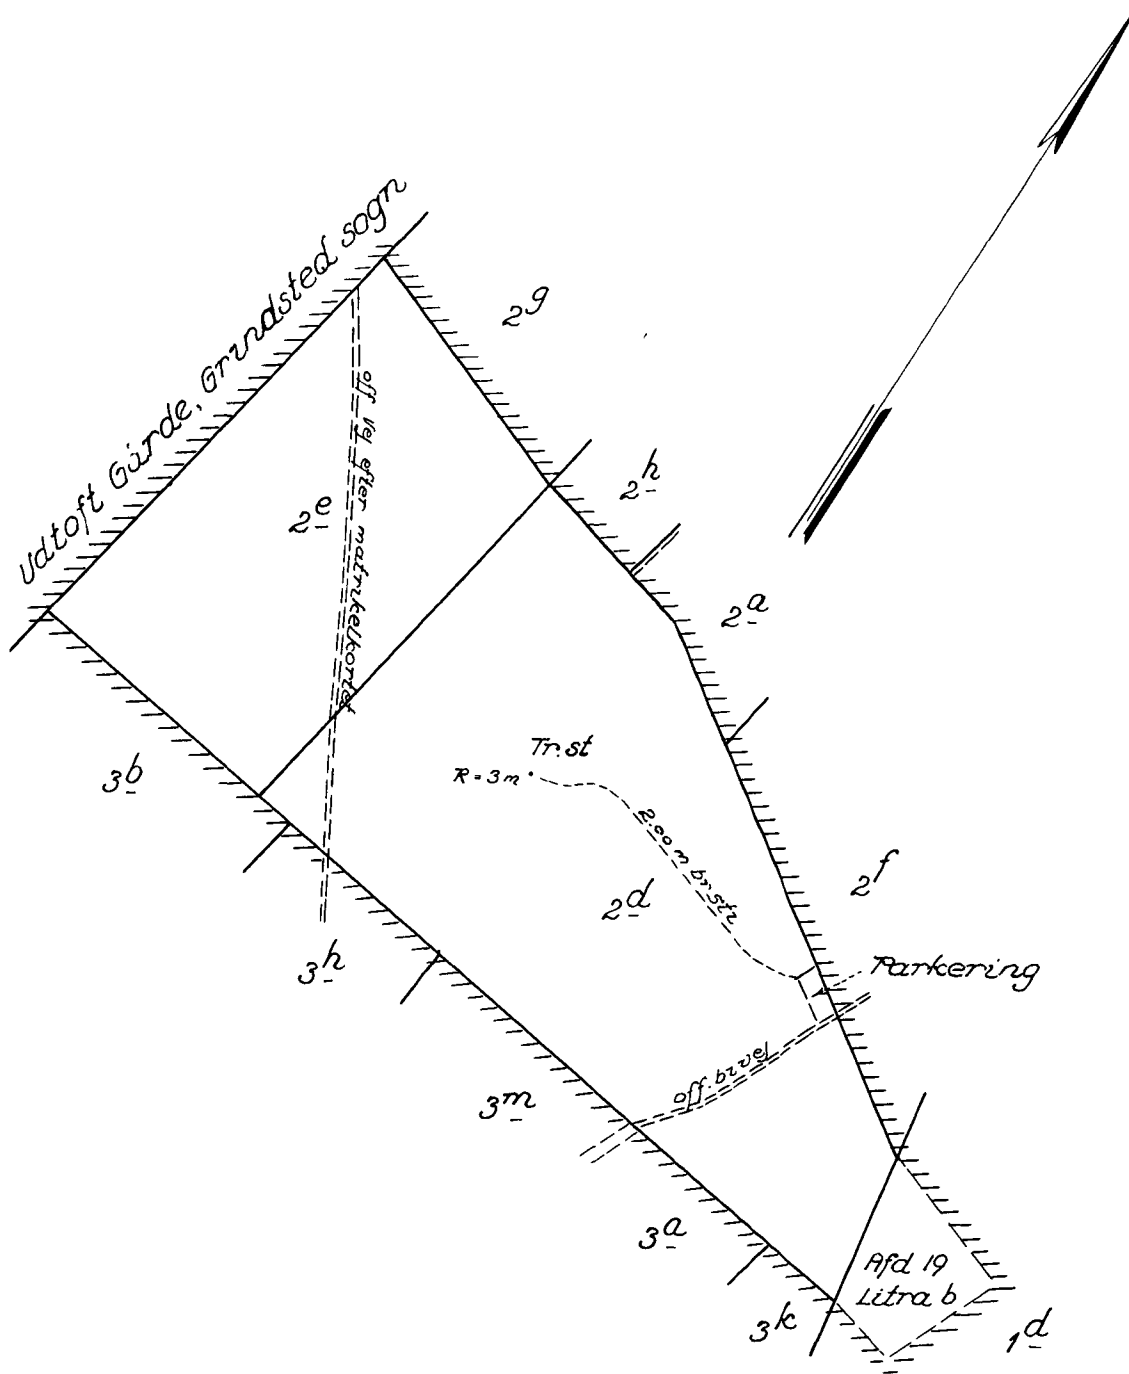 Udtoft Gårde, Grindsted sogn
2g
off Vej efter matrikelkortet
2h
2e
2a
Tr.st
R = 3 m
3b
2.00 m br sti
2f
2d
Parkering
3h
off. bivej
3m
3a
Afd 19
Litra b
3k
1d